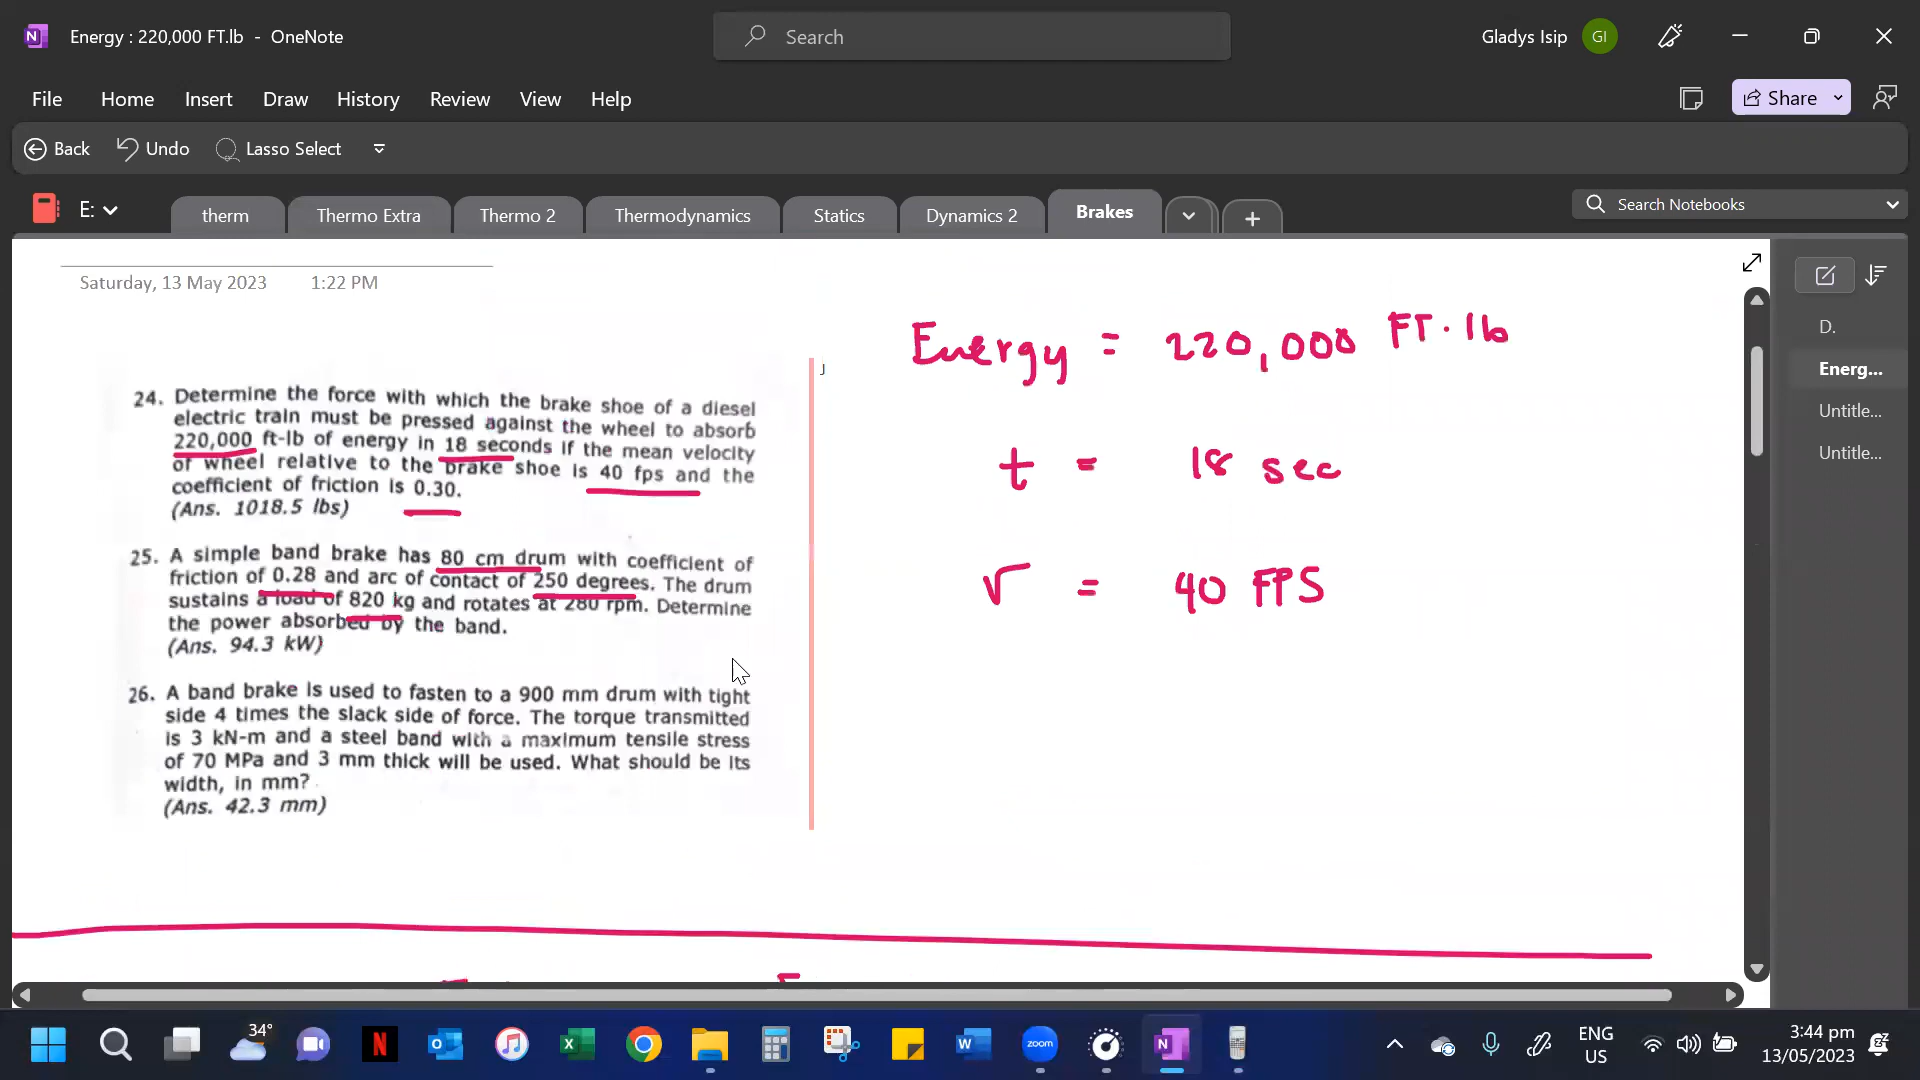 Energy : 220,000 FT.lb - OneNote
Search
Gladys Isip
GI
File
Home
Insert
Draw
History
Review
View
Help
Share
Back
Undo
Lasso Select
E:
therm
Thermo Extra
Thermo 2
Thermodynamics
Statics
Dynamics 2
Brakes
Search Notebooks
Saturday, 13 May 2023
1:22 PM
24. Determine the force with which the brake shoe of a diesel
electric train must be pressed against the wheel to absorb
220,000 ft-lb of energy in 18 seconds if the mean velocity
of wheel relative to the brake shoe is 40 fps and the
coefficient of friction is 0.30.
(Ans. 1018.5 lbs)
25. A simple band brake has 80 cm drum with coefficient of
friction of 0.28 and arc of contact of 250 degrees. The drum
sustains a load of 820 kg and rotates at 280 rpm. Determine
the power absorbed by the band.
(Ans. 94.3 kW)
26. A band brake is used to fasten to a 900 mm drum with tight
side 4 times the slack side of force. The torque transmitted
is 3 kN-m and a steel band with a maximum tensile stress
of 70 MPa and 3 mm thick will be used. What should be its
width, in mm?
(Ans. 42.3 mm)
J
Energy = 220,000 FT·lb
t = 18 sec
v = 40 FPS
D.
Energ...
Untitle...
Untitle...
34°
zoom
ENG
US
3:44 pm
13/05/2023